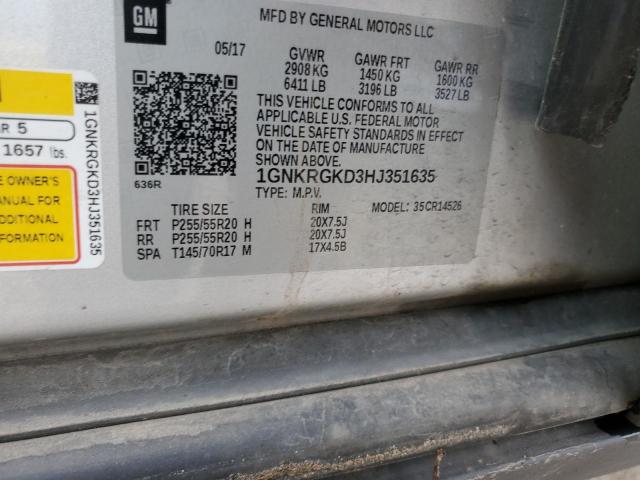 GM
MFD BY GENERAL MOTORS LLC
05/17 GVWR GAWR FRT GAWR RR
2908 KG 1450 KG 1600 KG
6411 LB 3196 LB 3527 LB
THIS VEHICLE CONFORMS TO ALL
APPLICABLE U.S. FEDERAL MOTOR
VEHICLE SAFETY STANDARDS IN EFFECT
ON THE DATE OF MANUFACTURE
SHOWN ABOVE.
636R
1GNKRGKD3HJ351635
TYPE: M.P.V. MODEL: 35CR14526
TIRE SIZE RIM
FRT P255/55R20 H 20X7.5J
RR P255/55R20 H 20X7.5J
SPA T145/70R17 M 17X4.5B
5
1657 lbs.
OWNER'S
MANUAL FOR
ADDITIONAL
1GNKRGKD3HJ351635